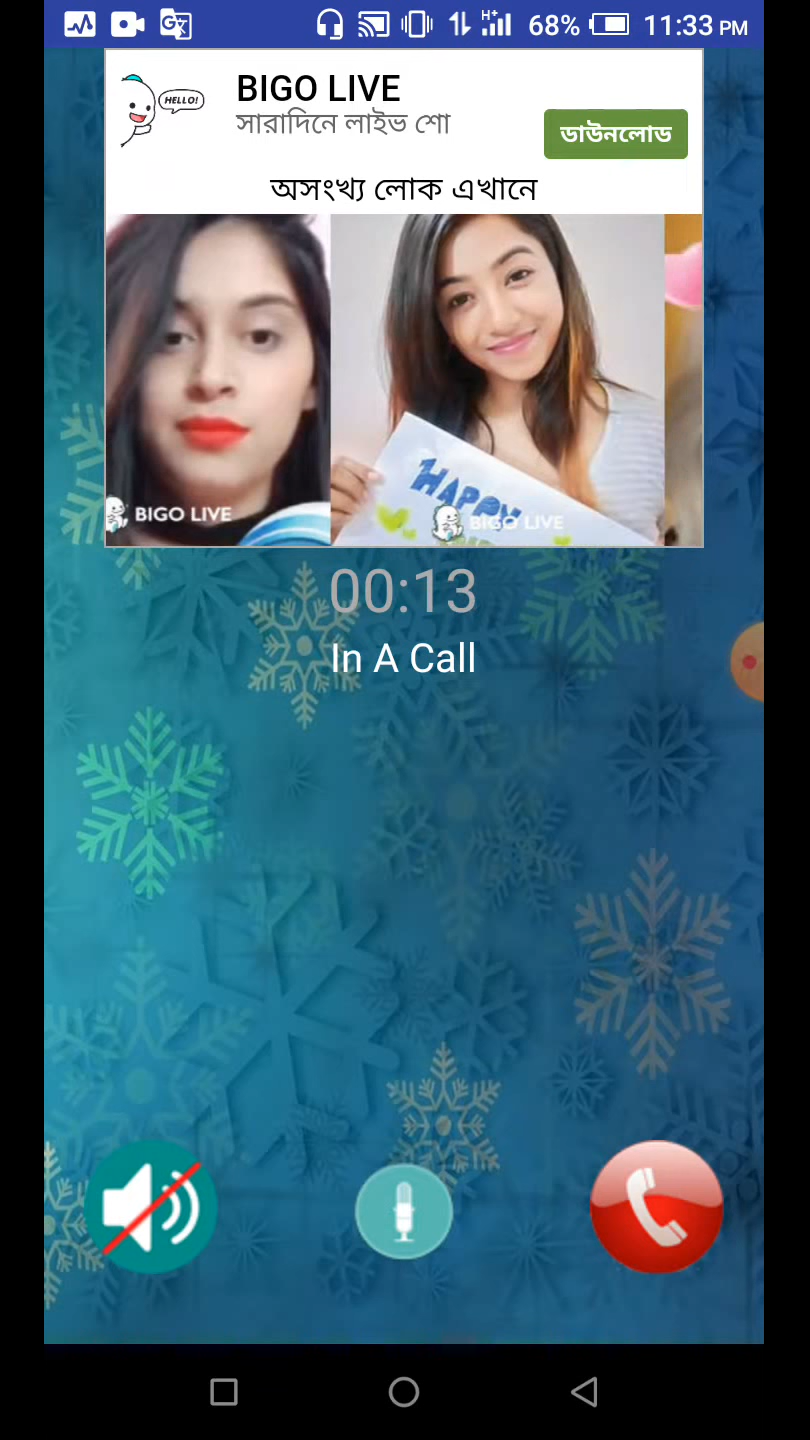 H+ 68% 11:33 PM
HELLO!
BIGO LIVE
সারাদিনে লাইভ শো
ডাউনলোড
অসংখ্য লোক এখানে
HAPPY
BIGO LIVE
BIGO LIVE
00:13
In A Call